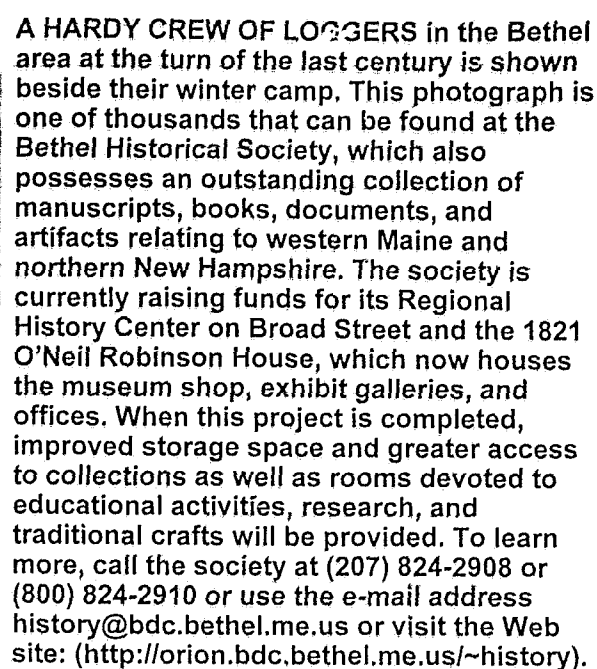 A HARDY CREW OF LOGGERS in the Bethel
area at the turn of the last century is shown
beside their winter camp. This photograph is
one of thousands that can be found at the
Bethel Historical Society, which also
possesses an outstanding collection of
manuscripts, books, documents, and
artifacts relating to western Maine and
northern New Hampshire. The society is
currently raising funds for its Regional
History Center on Broad Street and the 1821
O'Neil Robinson House, which now houses
the museum shop, exhibit galleries, and
offices. When this project is completed,
improved storage space and greater access
to collections as well as rooms devoted to
educational activities, research, and
traditional crafts will be provided. To learn
more, call the society at (207) 824-2908 or
(800) 824-2910 or use the e-mail address
history@bdc.bethel.me.us or visit the Web
site: (http://orion.bdc.bethel.me.us/~history).